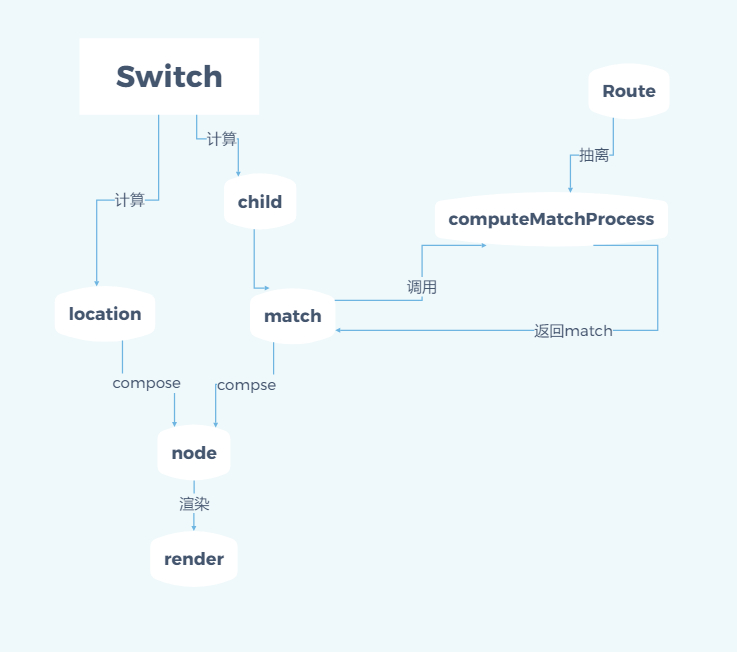 Switch
Route
计算
抽离
计算
child
computeMatchProcess
调用
location
match
返回match
compose
compse
node
渲染
render